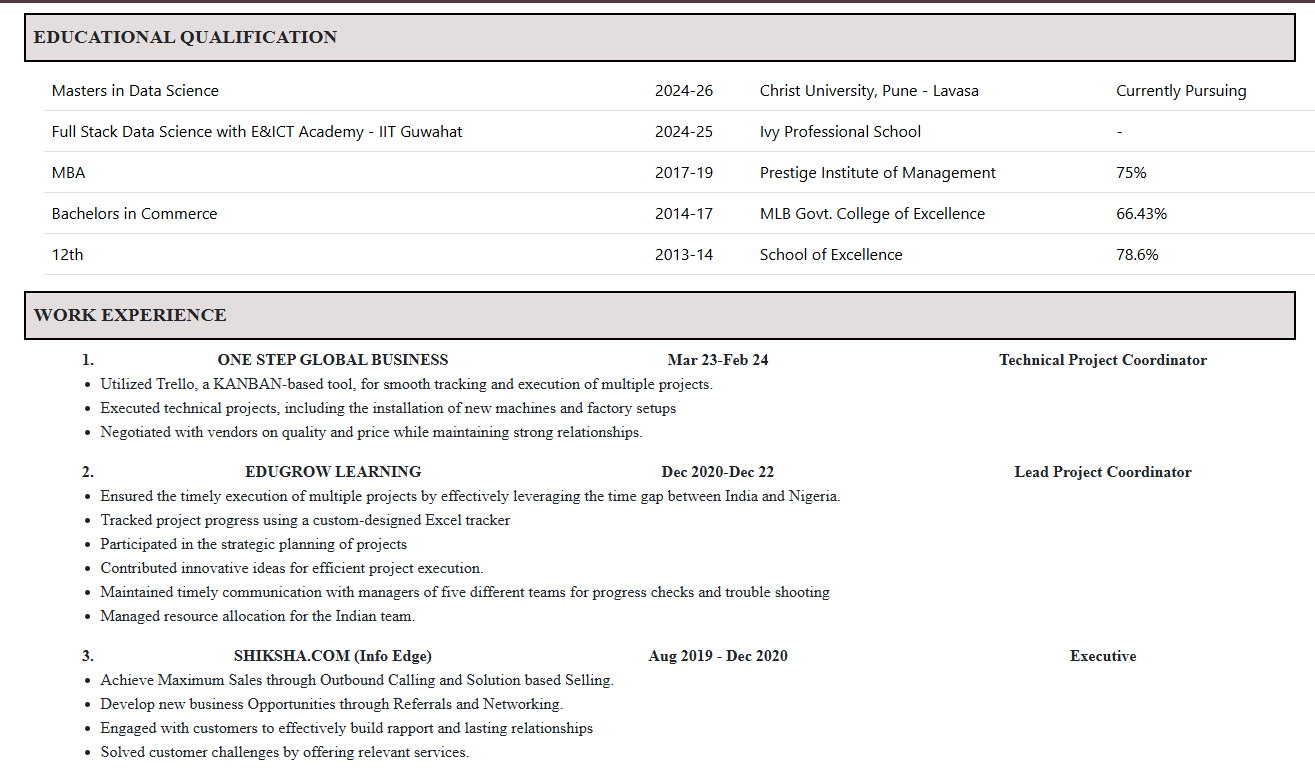 EDUCATIONAL QUALIFICATION
Masters in Data Science 2024-26 Christ University, Pune - Lavasa Currently Pursuing
Full Stack Data Science with E&ICT Academy - IIT Guwahat 2024-25 Ivy Professional School -
MBA 2017-19 Prestige Institute of Management 75%
Bachelors in Commerce 2014-17 MLB Govt. College of Excellence 66.43%
12th 2013-14 School of Excellence 78.6%
WORK EXPERIENCE
1. ONE STEP GLOBAL BUSINESS Mar 23-Feb 24 Technical Project Coordinator
• Utilized Trello, a KANBAN-based tool, for smooth tracking and execution of multiple projects.
• Executed technical projects, including the installation of new machines and factory setups
• Negotiated with vendors on quality and price while maintaining strong relationships.
2. EDUGROW LEARNING Dec 2020-Dec 22 Lead Project Coordinator
• Ensured the timely execution of multiple projects by effectively leveraging the time gap between India and Nigeria.
• Tracked project progress using a custom-designed Excel tracker
• Participated in the strategic planning of projects
• Contributed innovative ideas for efficient project execution.
• Maintained timely communication with managers of five different teams for progress checks and trouble shooting
• Managed resource allocation for the Indian team.
3. SHIKSHA.COM (Info Edge) Aug 2019 - Dec 2020 Executive
• Achieve Maximum Sales through Outbound Calling and Solution based Selling.
• Develop new business Opportunities through Referrals and Networking.
• Engaged with customers to effectively build rapport and lasting relationships
• Solved customer challenges by offering relevant services.